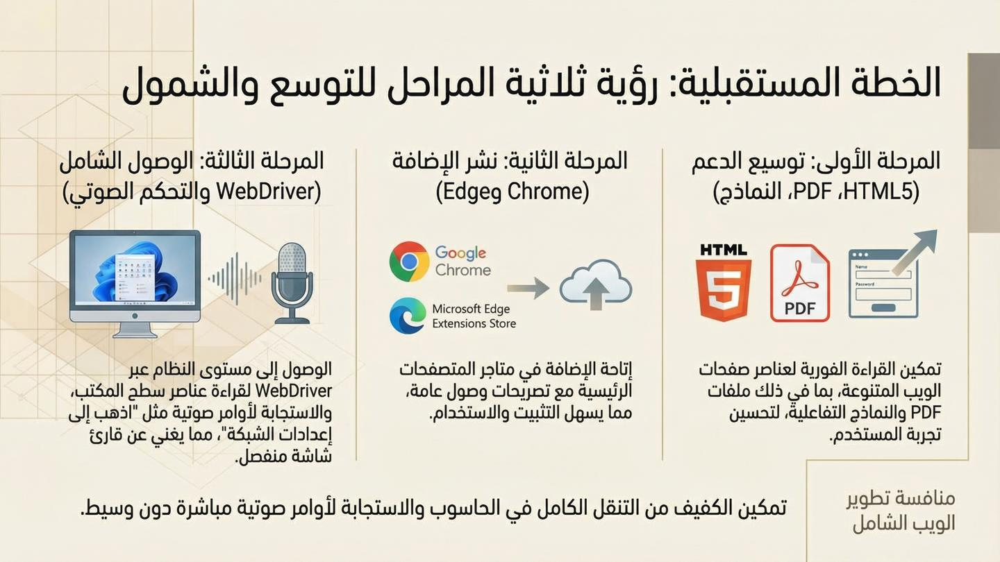 الخطة المستقبلية: رؤية ثلاثية المراحل للتوسع والشمول
المرحلة الأولى: توسيع الدعم
(HTML5، PDF، النماذج)
HTML
5
PDF
Name
Password
تمكين القراءة الفورية لعناصر صفحات
الويب المتنوعة، بما في ذلك ملفات
PDF والنماذج التفاعلية، لتحسين
تجربة المستخدم.
المرحلة الثانية: نشر الإضافة
(Chrome وEdge)
Google
Chrome
Microsoft Edge
Extensions Store
إتاحة الإضافة في متاجر المتصفحات
الرئيسية مع تصريحات وصول عامة،
مما يسهل التثبيت والاستخدام.
المرحلة الثالثة: الوصول الشامل
(WebDriver والتحكم الصوتي)
الوصول إلى مستوى النظام عبر
WebDriver لقراءة عناصر سطح المكتب،
والاستجابة لأوامر صوتية مثل "اذهب إلى
إعدادات الشبكة"، مما يغني عن قارئ
شاشة منفصل.
تمكين الكفيف من التنقل الكامل في الحاسوب والاستجابة لأوامر صوتية مباشرة دون وسيط.
منافسة تطوير
الويب الشامل